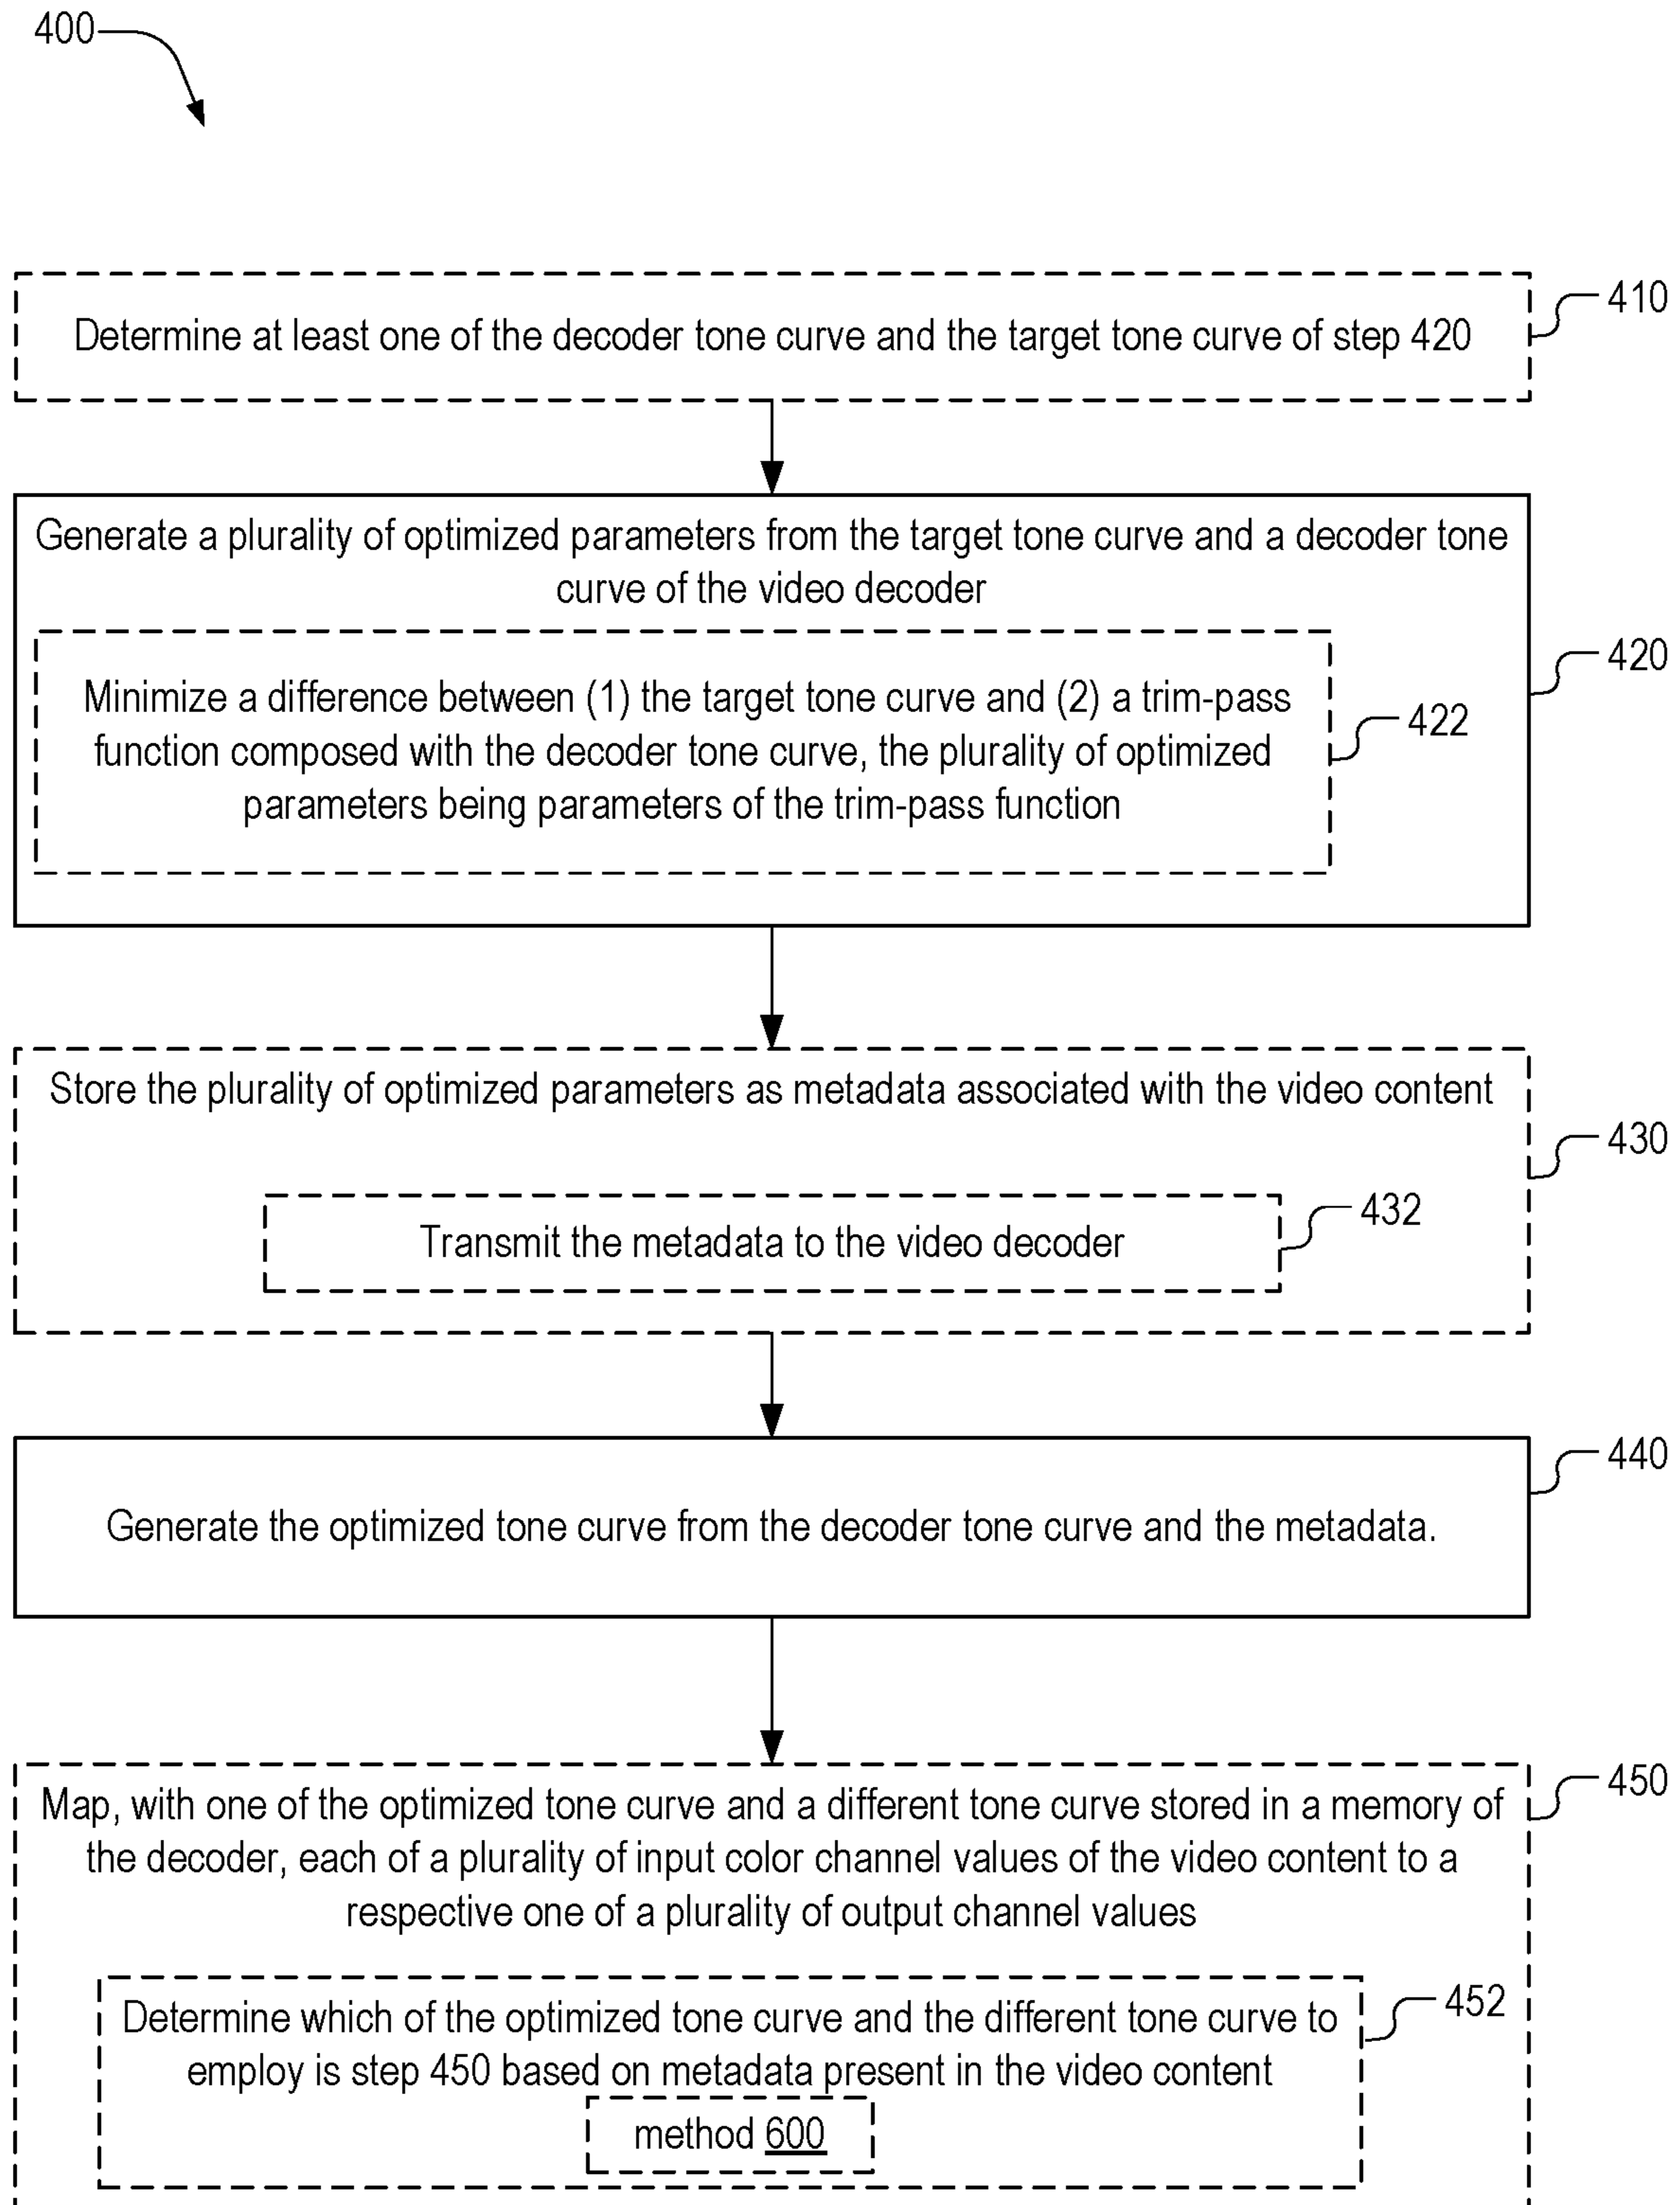 400
Determine at least one of the decoder tone curve and the target tone curve of step 420
410
Generate a plurality of optimized parameters from the target tone curve and a decoder tone
curve of the video decoder
420
Minimize a difference between (1) the target tone curve and (2) a trim-pass
function composed with the decoder tone curve, the plurality of optimized
parameters being parameters of the trim-pass function
422
Store the plurality of optimized parameters as metadata associated with the video content
430
Transmit the metadata to the video decoder
432
Generate the optimized tone curve from the decoder tone curve and the metadata.
440
Map, with one of the optimized tone curve and a different tone curve stored in a memory of
the decoder, each of a plurality of input color channel values of the video content to a
respective one of a plurality of output channel values
450
Determine which of the optimized tone curve and the different tone curve to
employ is step 450 based on metadata present in the video content
452
method 600